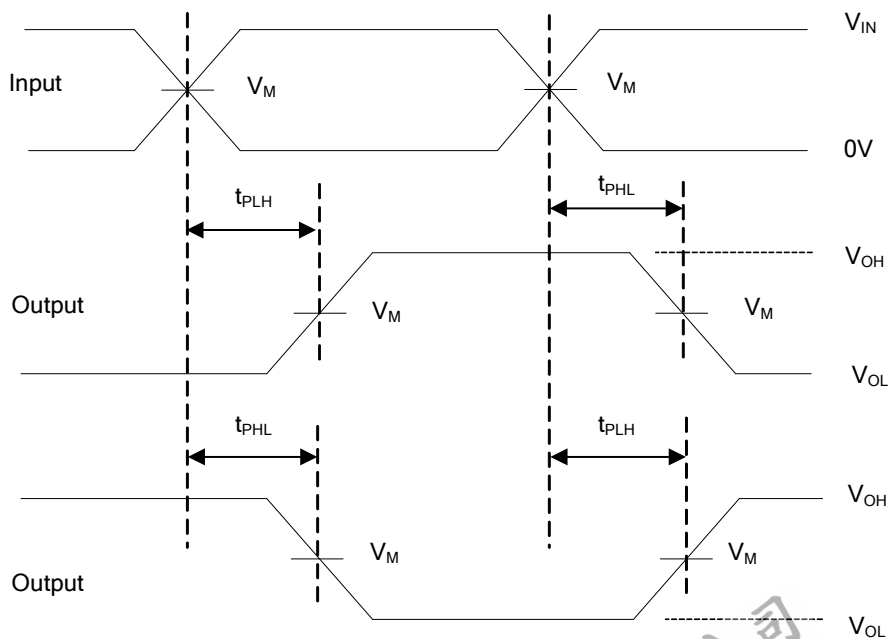 V_IN
Input
V_M
V_M
0V
t_PLH
t_PHL
V_OH
Output
V_M
V_M
V_OL
t_PHL
t_PLH
V_OH
V_M
V_M
Output
V_OL
司